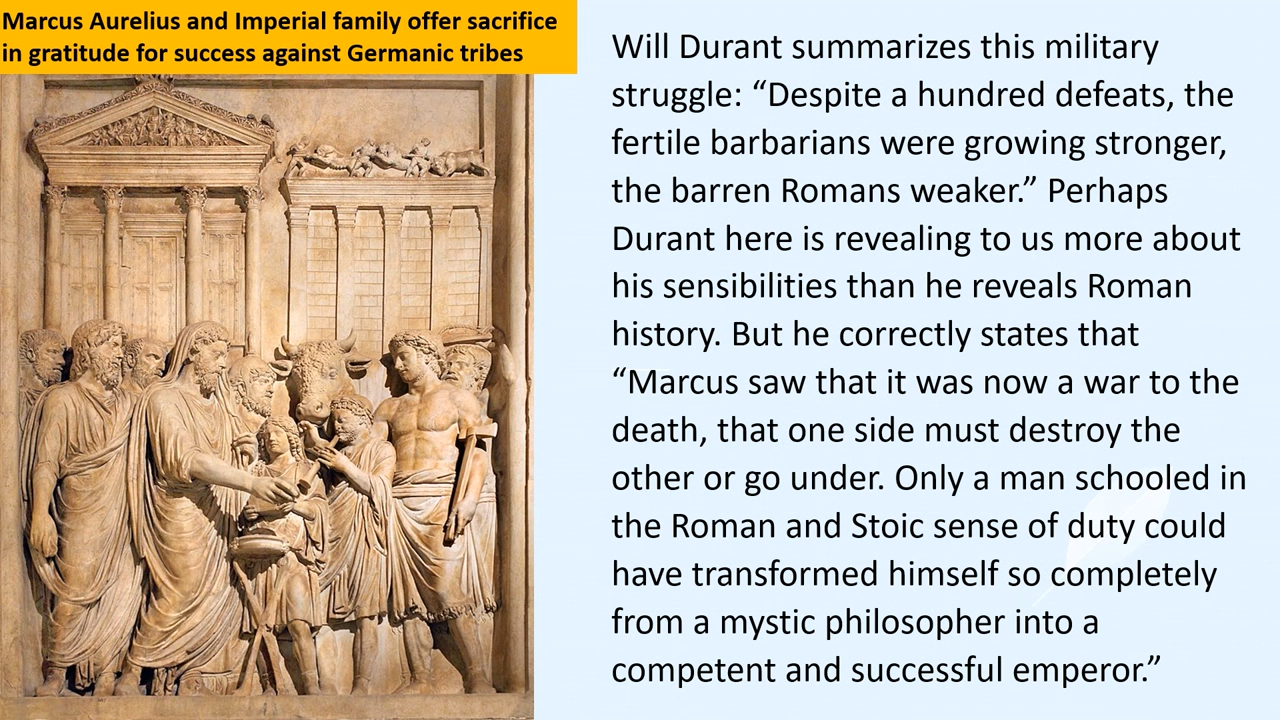 Marcus Aurelius and Imperial family offer sacrifice
in gratitude for success against Germanic tribes
Will Durant summarizes this military
struggle: “Despite a hundred defeats, the
fertile barbarians were growing stronger,
the barren Romans weaker.” Perhaps
Durant here is revealing to us more about
his sensibilities than he reveals Roman
history. But he correctly states that
“Marcus saw that it was now a war to the
death, that one side must destroy the
other or go under. Only a man schooled in
the Roman and Stoic sense of duty could
have transformed himself so completely
from a mystic philosopher into a
competent and successful emperor.”